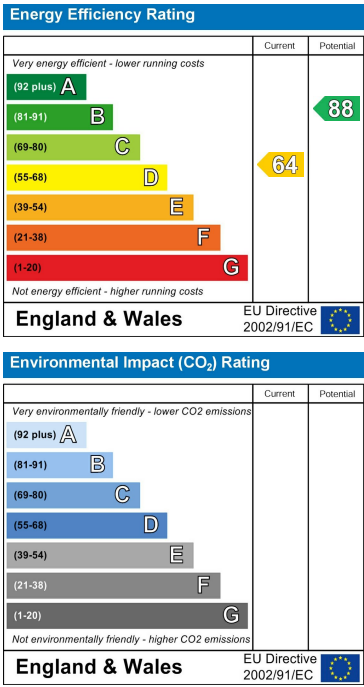 Energy Efficiency Rating
Current Potential
Very energy efficient - lower running costs
(92 plus) A
(81-91) B
88
(69-80) C
64
(55-68) D
(39-54) E
(21-38) F
(1-20) G
Not energy efficient - higher running costs
England & Wales
EU Directive
2002/91/EC
Environmental Impact (CO₂) Rating
Current Potential
Very environmentally friendly - lower CO2 emissions
(92 plus) A
(81-91) B
(69-80) C
(55-68) D
(39-54) E
(21-38) F
(1-20) G
Not environmentally friendly - higher CO2 emissions
England & Wales
EU Directive
2002/91/EC